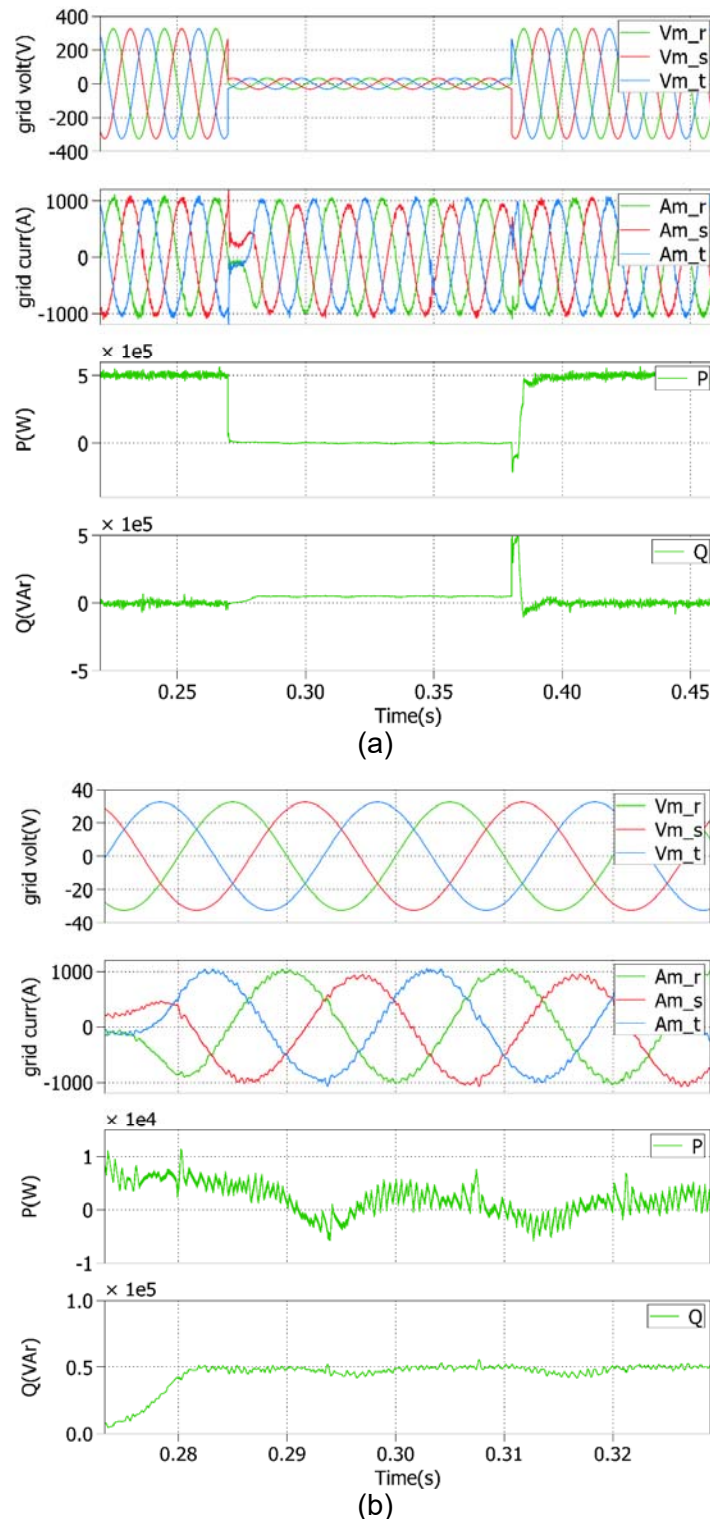 grid volt(V)
400
200
0
-200
-400
Vm_r
Vm_s
Vm_t
grid curr(A)
1000
0
-1000
Am_r
Am_s
Am_t
× 1e5
P(W)
5
0
P
× 1e5
Q(VAr)
5
0
-5
Q
0.25 0.30 0.35 0.40 0.45
Time(s)
(a)
grid volt(V)
40
20
0
-20
-40
Vm_r
Vm_s
Vm_t
grid curr(A)
1000
0
-1000
Am_r
Am_s
Am_t
× 1e4
P(W)
1
0
-1
P
× 1e5
Q(VAr)
1.0
0.5
0.0
Q
0.28 0.29 0.30 0.31 0.32
Time(s)
(b)